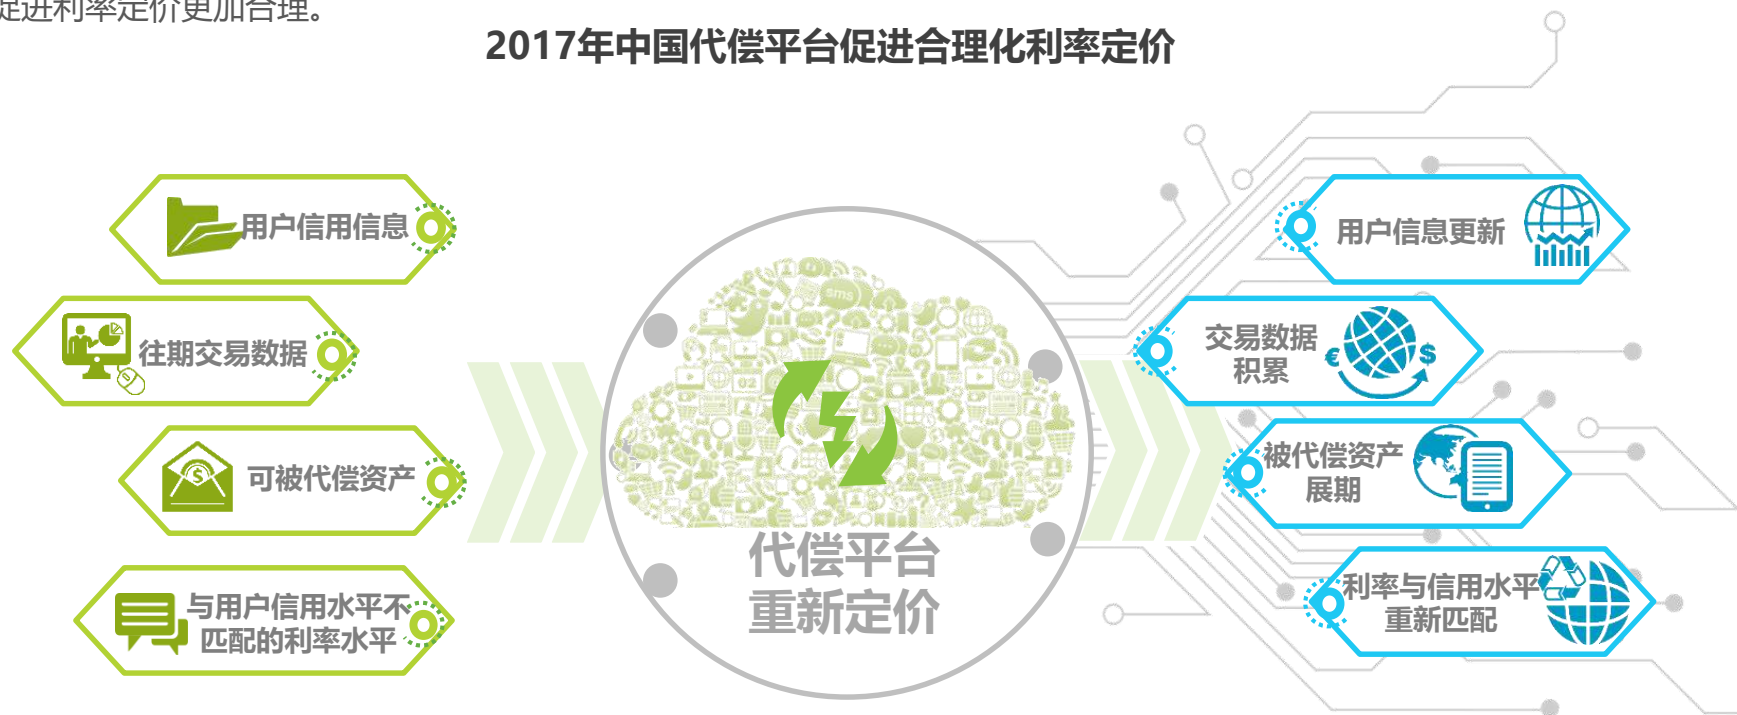 促进利率定价更加合理。
2017年中国代偿平台促进合理化利率定价
用户信用信息
往期交易数据
可被代偿资产
与用户信用水平不
匹配的利率水平
sms
02
代偿平台
重新定价
用户信息更新
交易数据
积累
€
$
被代偿资产
展期
利率与信用水平
重新匹配